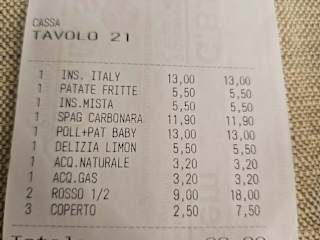 CASSA
TAVOLO 21
1 INS. ITALY 13,00 13,00
1 PATATE FRITTE 5,50 5,50
1 INS.MISTA 5,50 5,50
1 SPAG CARBONARA 11,90 11,90
1 POLL+PAT BABY 13,00 13,00
1 DELIZIA LIMON 5,50 5,50
1 ACQ.NATURALE 3,20 3,20
1 ACQ.GAS 3,20 3,20
2 ROSSO 1/2 9,00 18,00
3 COPERTO 2,50 7,50
Total